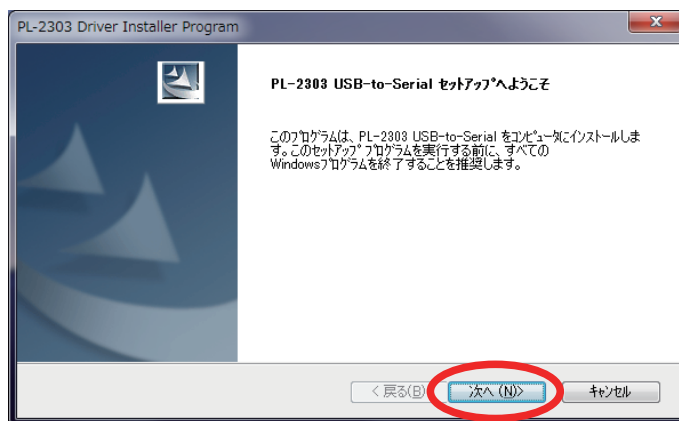 PL-2303 Driver Installer Program
PL-2303 USB-to-Serial ｾｯﾄｱｯﾌﾟへようこそ
このﾌﾟﾛｸﾞﾗﾑは、PL-2303 USB-to-Serial をｺﾝﾋﾟｭｰﾀにインストールしま
す。このｾｯﾄｱｯﾌﾟ ﾌﾟﾛｸﾞﾗﾑを実行する前に、すべての
Windowsﾌﾟﾛｸﾞﾗﾑを終了することを推奨します。
< 戻る(B)
次へ (N)>
ｷｬﾝｾﾙ